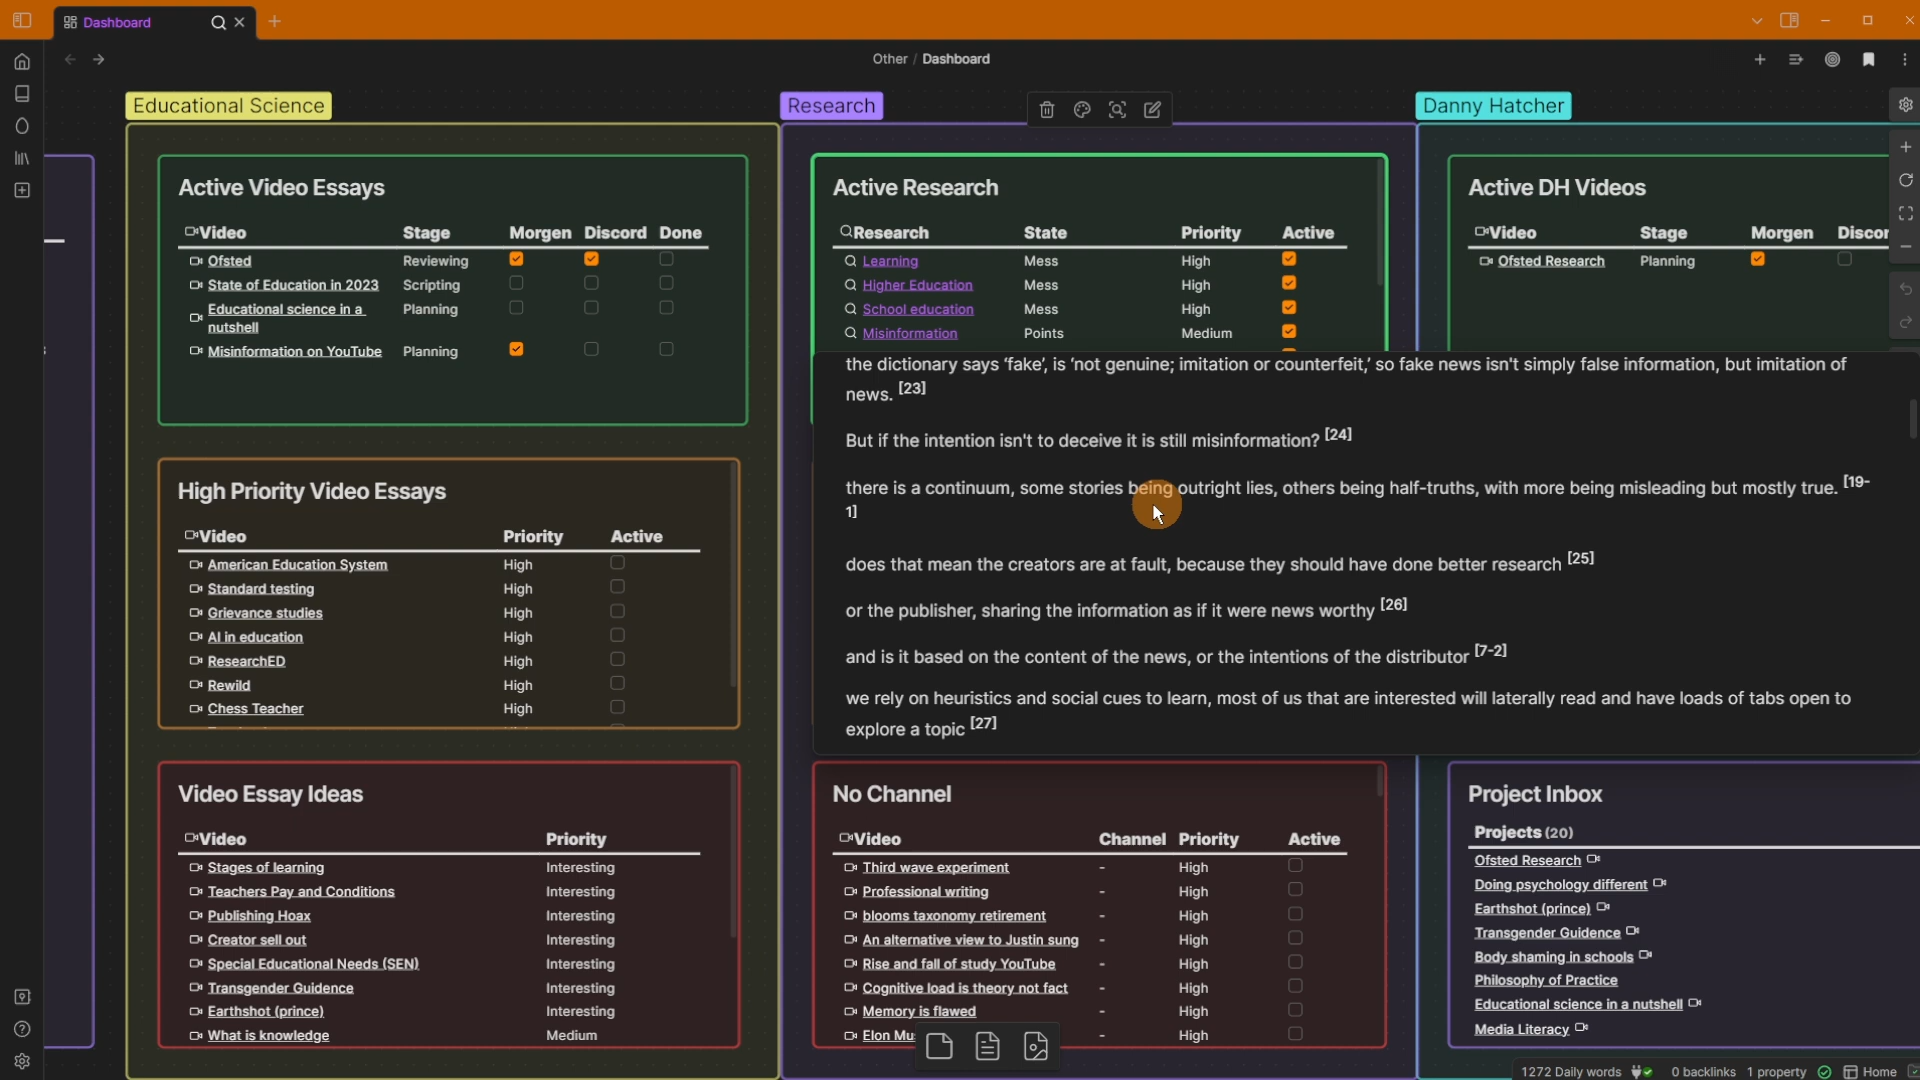 Dashboard
Other / Dashboard
Educational Science
Active Video Essays
Video Stage Morgen Discord Done
Ofsted Reviewing
State of Education in 2023 Scripting
Educational science in a Planning
nutshell
Misinformation on YouTube Planning
High Priority Video Essays
Video Priority Active
American Education System High
Standard testing High
Grievance studies High
AI in education High
ResearchED High
Rewild High
Chess Teacher High
Video Essay Ideas
Video Priority
Stages of learning Interesting
Teachers Pay and Conditions Interesting
Publishing Hoax Interesting
Creator sell out Interesting
Special Educational Needs (SEN) Interesting
Transgender Guidance Interesting
Earthshot (prince) Interesting
What is knowledge Medium
Research
Active Research
Research State Priority Active
Learning Mess High
Higher Education Mess High
School education Mess High
Misinformation Points Medium
the dictionary says ‘fake’, is ‘not genuine; imitation or counterfeit,’ so fake news isn't simply false information, but imitation of
news. [23]
But if the intention isn't to deceive it is still misinformation? [24]
there is a continuum, some stories being outright lies, others being half-truths, with more being misleading but mostly true. [19-
1]
does that mean the creators are at fault, because they should have done better research [25]
or the publisher, sharing the information as if it were news worthy [26]
and is it based on the content of the news, or the intentions of the distributor [7-2]
we rely on heuristics and social cues to learn, most of us that are interested will laterally read and have loads of tabs open to
explore a topic [27]
No Channel
Video Channel Priority Active
Third wave experiment - High
Professional writing - High
blooms taxonomy retirement - High
An alternative view to Justin sung - High
Rise and fall of study YouTube - High
Cognitive load is theory not fact - High
Memory is flawed - High
Elon Mu - High
Danny Hatcher
Active DH Videos
Video Stage Morgen Discor
Ofsted Research Planning
Project Inbox
Projects (20)
Ofsted Research
Doing psychology different
Earthshot (prince)
Transgender Guidance
Body shaming in schools
Philosophy of Practice
Educational science in a nutshell
Media Literacy
1272 Daily words 0 backlinks 1 property Home